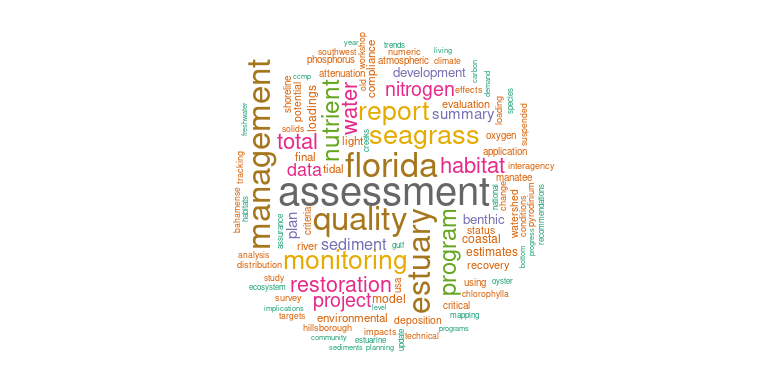 year
trends
southwest
workshop
numeric
living
phosphorus
compliance
atmospheric
climate
ccmp
attenuation
old
development
carbon
demand
management
shoreline
potential
loadings
nutrient
water
nitrogen
effects
species
report
evaluation
loading
freshwater
solids
total
light
creeks
seagrass
summary
oxygen
suspended
final
application
data
tidal
florida
habitat
interagency
tracking
manatee
assessment
bahamense
habitats
assurance
plan
criteria
quality
estuary
program
national
change
benthic
watershed
conditions
progress
pyrodinium
recommendations
status
river
sediment
gulf
coastal
bottom
analysis
monitoring
estimates
distribution
recovery
study
ecosystem
restoration
usa
using
oyster
survey
project
model
level
chlorophylla
implications
critical
targets
environmental
deposition
mapping
hillsborough
impacts
technical
programs
community
estuarine
update
sediments
planning